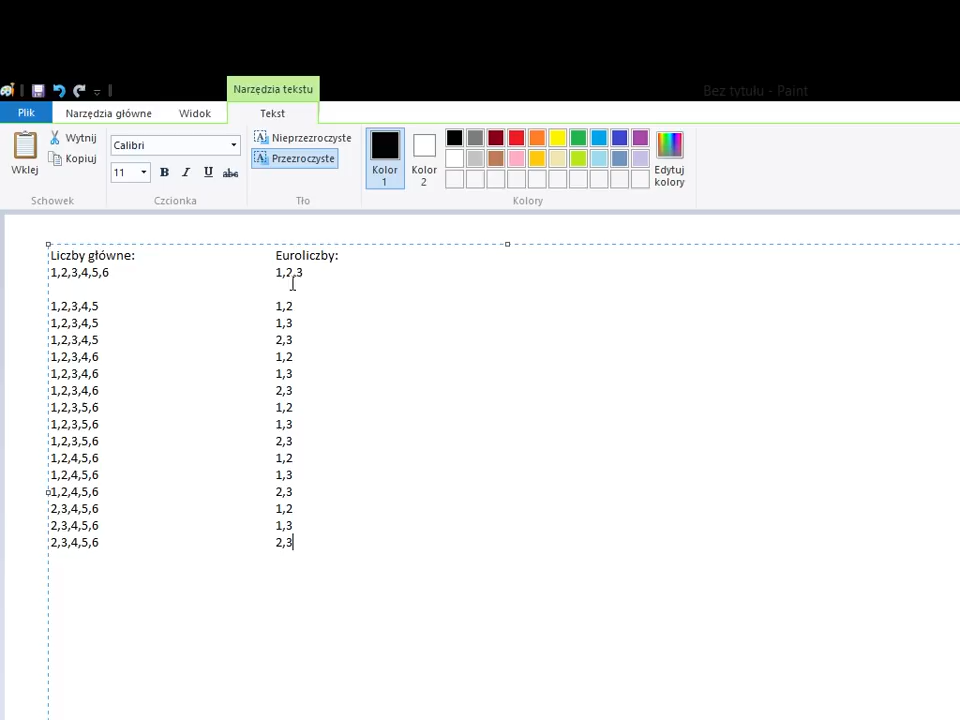 Narzędzia tekstu
Bez tytułu - Paint
Plik Narzędzia główne Widok Tekst
Wklej
Wytnij
Kopiuj
Schowek
Calibri
11 B I U abc
Czcionka
Nieprzezroczyste
Przezroczyste
Tło
Kolor 1
Kolor 2
Edytuj kolory
Kolory
Liczby główne: Euroliczby:
1,2,3,4,5,6 1,2,3
1,2,3,4,5 1,2
1,2,3,4,5 1,3
1,2,3,4,5 2,3
1,2,3,4,6 1,2
1,2,3,4,6 1,3
1,2,3,4,6 2,3
1,2,3,5,6 1,2
1,2,3,5,6 1,3
1,2,3,5,6 2,3
1,2,4,5,6 1,2
1,2,4,5,6 1,3
1,2,4,5,6 2,3
2,3,4,5,6 1,2
2,3,4,5,6 1,3
2,3,4,5,6 2,3